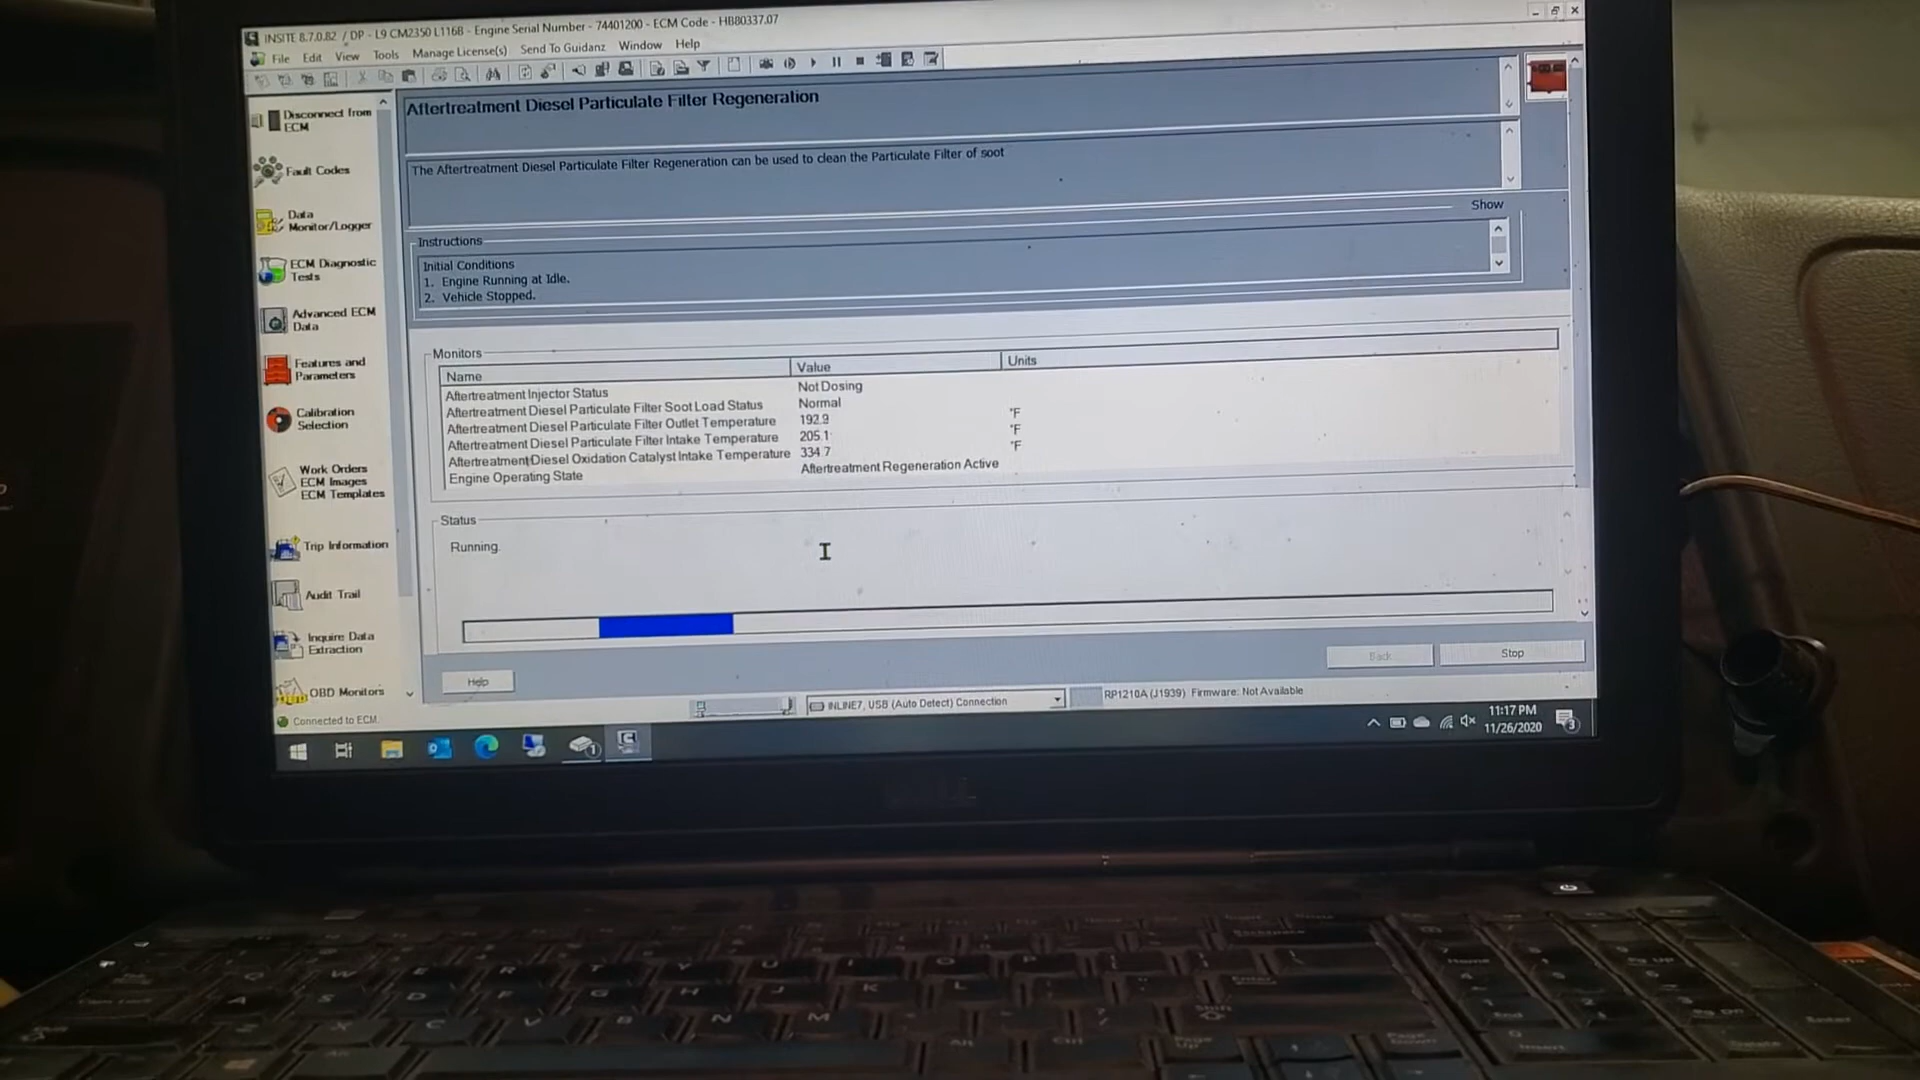 INSITE 8.7.0.82 / DP - L9 CM2350 L116B - Engine Serial Number - 74401200 - ECM Code - HB80337.07
File Edit View Tools Manage License(s) Send To Guidanz Window Help
Disconnect from
ECM
Fault Codes
Data
Monitor/Logger
ECM Diagnostic
Tests
Advanced ECM
Data
Features and
Parameters
Calibration
Selection
Work Orders
ECM Images
ECM Templates
Trip Information
Audit Trail
Inquire Data
Extraction
OBD Monitors
Connected to ECM
Aftertreatment Diesel Particulate Filter Regeneration
The Aftertreatment Diesel Particulate Filter Regeneration can be used to clean the Particulate Filter of soot
Show
Instructions
Initial Conditions
1. Engine Running at Idle.
2. Vehicle Stopped.
Monitors
Name Value Units
Aftertreatment Injector Status Not Dosing
Aftertreatment Diesel Particulate Filter Soot Load Status Normal
Aftertreatment Diesel Particulate Filter Outlet Temperature 192.9 °F
Aftertreatment Diesel Particulate Filter Intake Temperature 205.1 °F
Aftertreatment Diesel Oxidation Catalyst Intake Temperature 334.7 °F
Engine Operating State Aftertreatment Regeneration Active
Status
Running.
Help Back Stop
INLINE7, USB (Auto Detect) Connection RP1210A (J1939) Firmware: Not Available
11:17 PM
11/26/2020
3
1
DELL